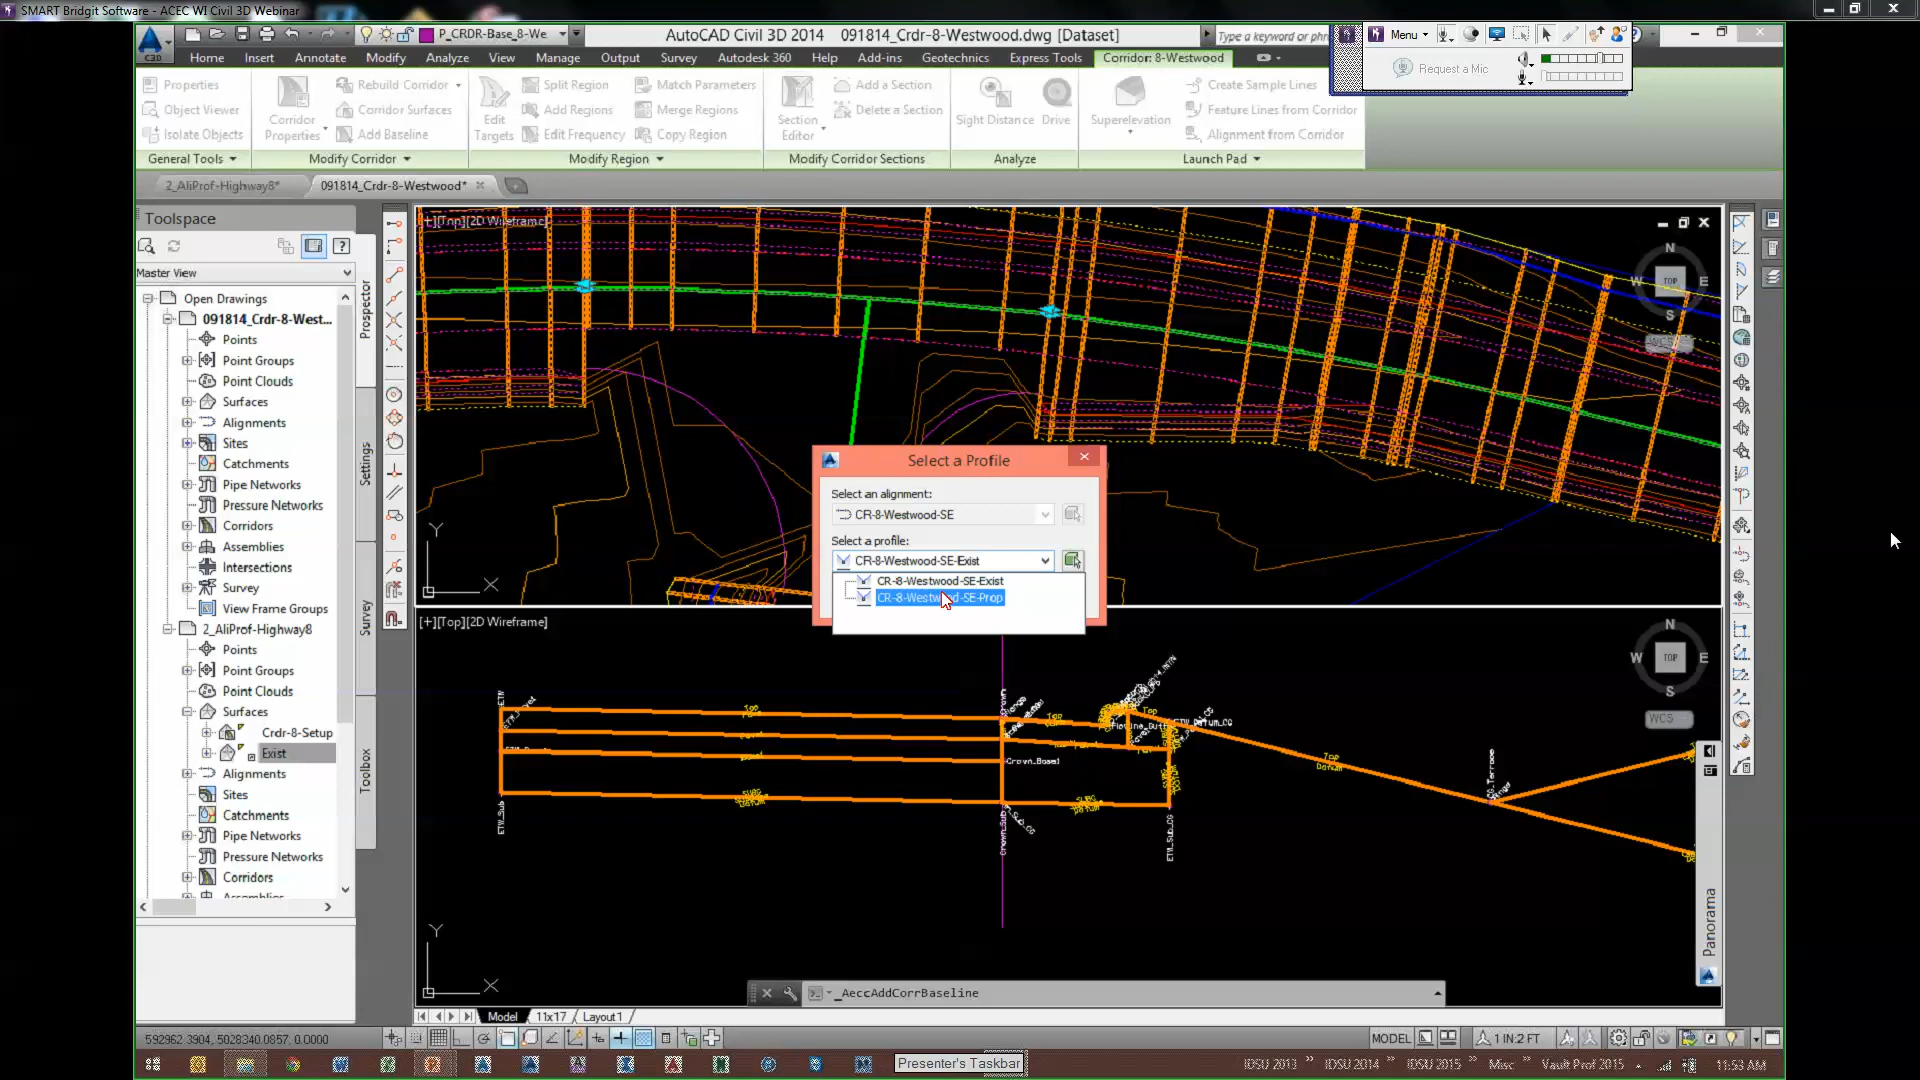 SMART Bridgit Software - ACEC WI Civil 3D Webinar
P_CRDR-Base_8-We
AutoCAD Civil 3D 2014 091814_Crdr-8-Westwood.dwg [Dataset]
Type a keyword or phr
Menu
Request a Mic
Home Insert Annotate Modify Analyze View Manage Output Survey Autodesk 360 Help Add-ins Geotechnics Express Tools Corridor: 8-Westwood
Properties
Object Viewer
Isolate Objects
General Tools
Corridor Properties
Rebuild Corridor
Corridor Surfaces
Add Baseline
Modify Corridor
Edit Targets
Split Region
Add Regions
Edit Frequency
Match Parameters
Merge Regions
Copy Region
Modify Region
Section Editor
Add a Section
Delete a Section
Modify Corridor Sections
Sight Distance Drive
Analyze
Superelevation
Create Sample Lines
Feature Lines from Corridor
Alignment from Corridor
Launch Pad
2_AliProf-Highway8*
091814_Crdr-8-Westwood*
Toolspace
Master View
Open Drawings
091814_Crdr-8-West...
Points
Point Groups
Point Clouds
Surfaces
Alignments
Sites
Catchments
Pipe Networks
Pressure Networks
Corridors
Assemblies
Intersections
Survey
View Frame Groups
2_AliProf-Highway8
Points
Point Groups
Point Clouds
Surfaces
Crdr-8-Setup
Exist
Alignments
Sites
Catchments
Pipe Networks
Pressure Networks
Corridors
Assemblies
Prospector
Settings
Survey
Toolbox
[+][Top][2D Wireframe]
N
W TOP E
S
WCS
Y
X
Select a Profile
Select an alignment:
CR-8-Westwood-SE
Select a profile:
CR-8-Westwood-SE-Exist
CR-8-Westwood-SE-Exist
CR-8-Westwood-SE-Prop
[+][Top][2D Wireframe]
N
W TOP E
S
WCS
ETW_Sub
Crown_Base
ETW_Sub_CG
Top
Datum
Y
X
Panorama
_AeccAddCorrBaseline
Model 11x17 Layout1
592962.3904, 5028340.0857, 0.0000
MODEL
1 IN:2 FT
Presenter's Taskbar
IDSU 2013 IDSU 2014 IDSU 2015 Misc Vault Prof 2015
11:53 AM